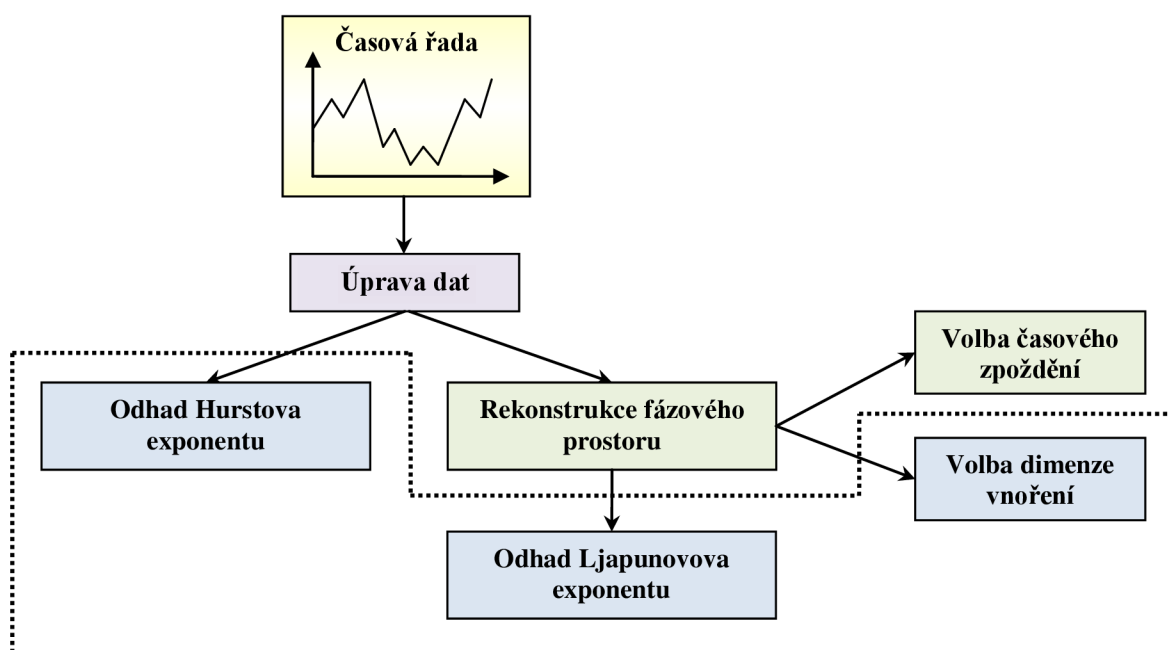 Časová řada
Úprava dat
Volba časového
zpoždění
Odhad Hurstova
exponentu
Rekonstrukce fázového
prostoru
Volba dimenze
vnoření
Odhad Ljapunovova
exponentu